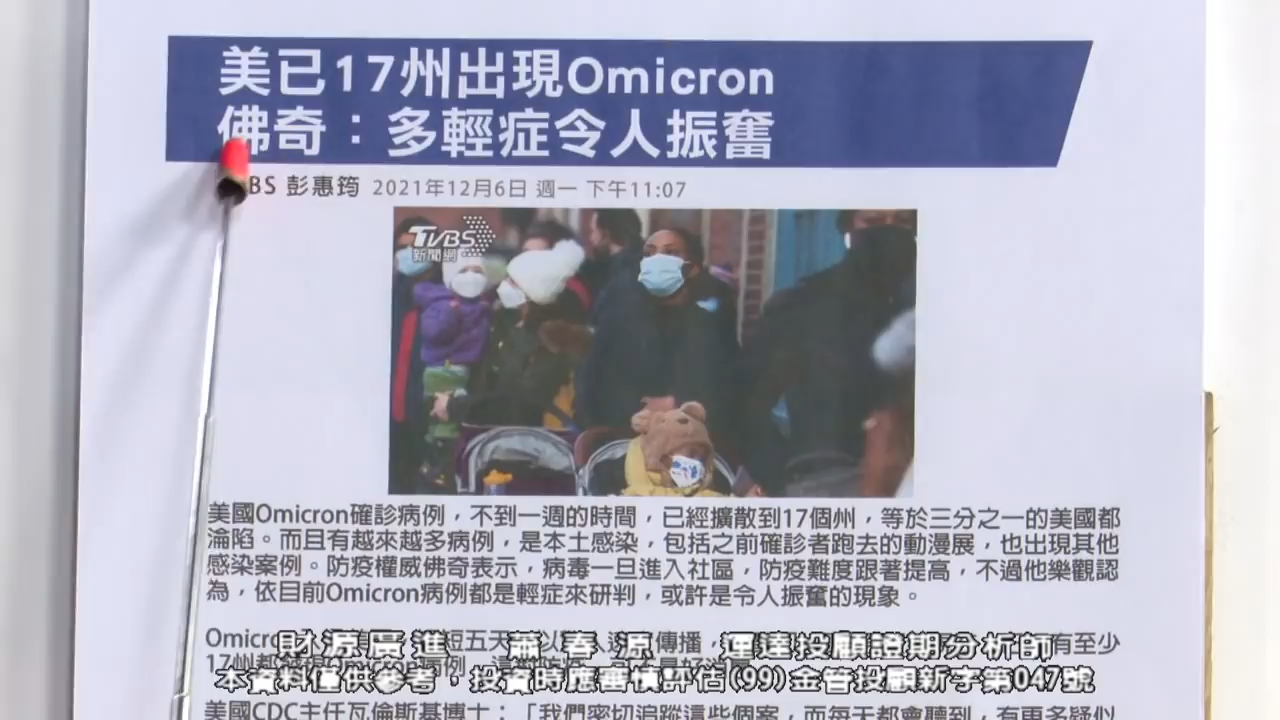 美已17州出現Omicron
佛奇：多輕症令人振奮
BS 彭惠筠 2021年12月6日 週一 下午11:07
TVBS
新聞網
美國Omicron確診病例，不到一週的時間，已經擴散到17個州，等於三分之一的美國都
淪陷。而且有越來越多病例，是本土感染，包括之前確診者跑去的動漫展，也出現其他
感染案例。防疫權威佛奇表示，病毒一旦進入社區，防疫難度跟著提高，不過他樂觀認
為，依目前Omicron病例都是輕症來研判，或許是令人振奮的現象。
有至少
17州都
財源廣進 蕭春源 運達投顧證期分析師
本資料僅供參考，投資時應審慎評估(99)金管投顧新字第047號
美國CDC主任瓦倫斯基博士：「我們密切追蹤這些個案，而每天都會聽到，有更多疑似